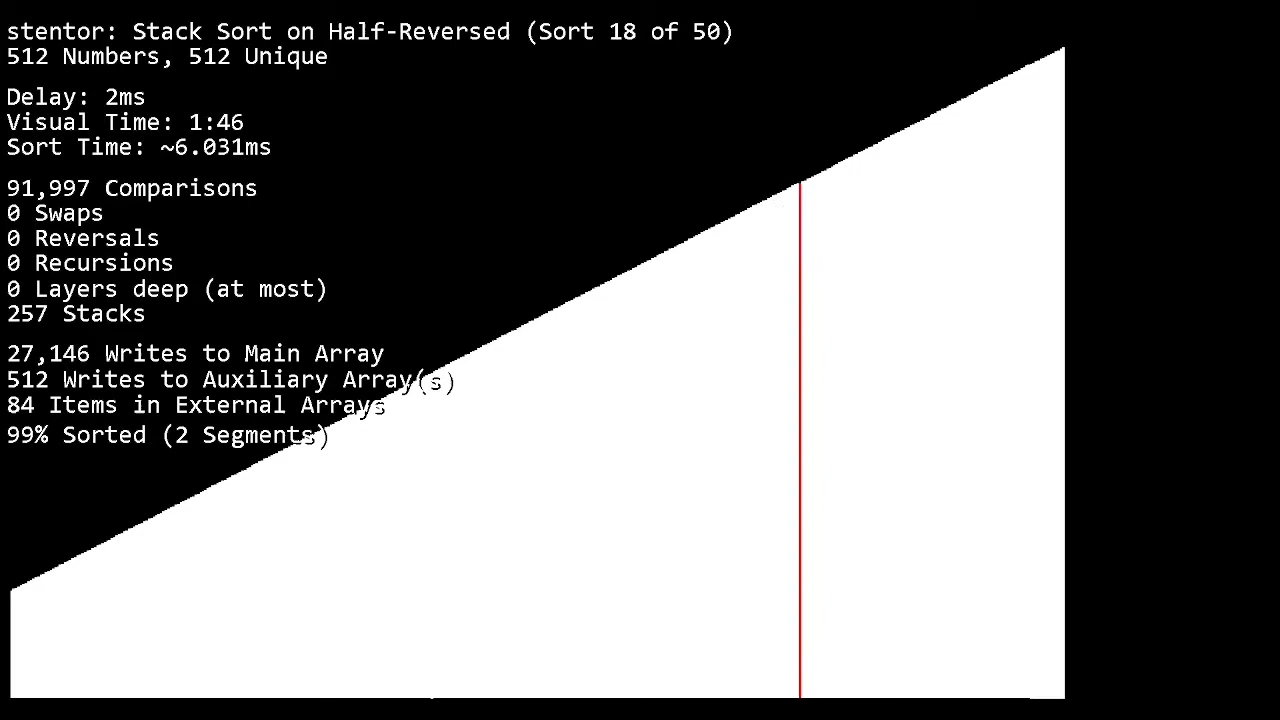 stentor: Stack Sort on Half-Reversed (Sort 18 of 50)
512 Numbers, 512 Unique
Delay: 2ms
Visual Time: 1:46
Sort Time: ~6.031ms
91,997 Comparisons
0 Swaps
0 Reversals
0 Recursions
0 Layers deep (at most)
257 Stacks
27,146 Writes to Main Array
512 Writes to Auxiliary Array(s)
84 Items in External Arrays
99% Sorted (2 Segments)